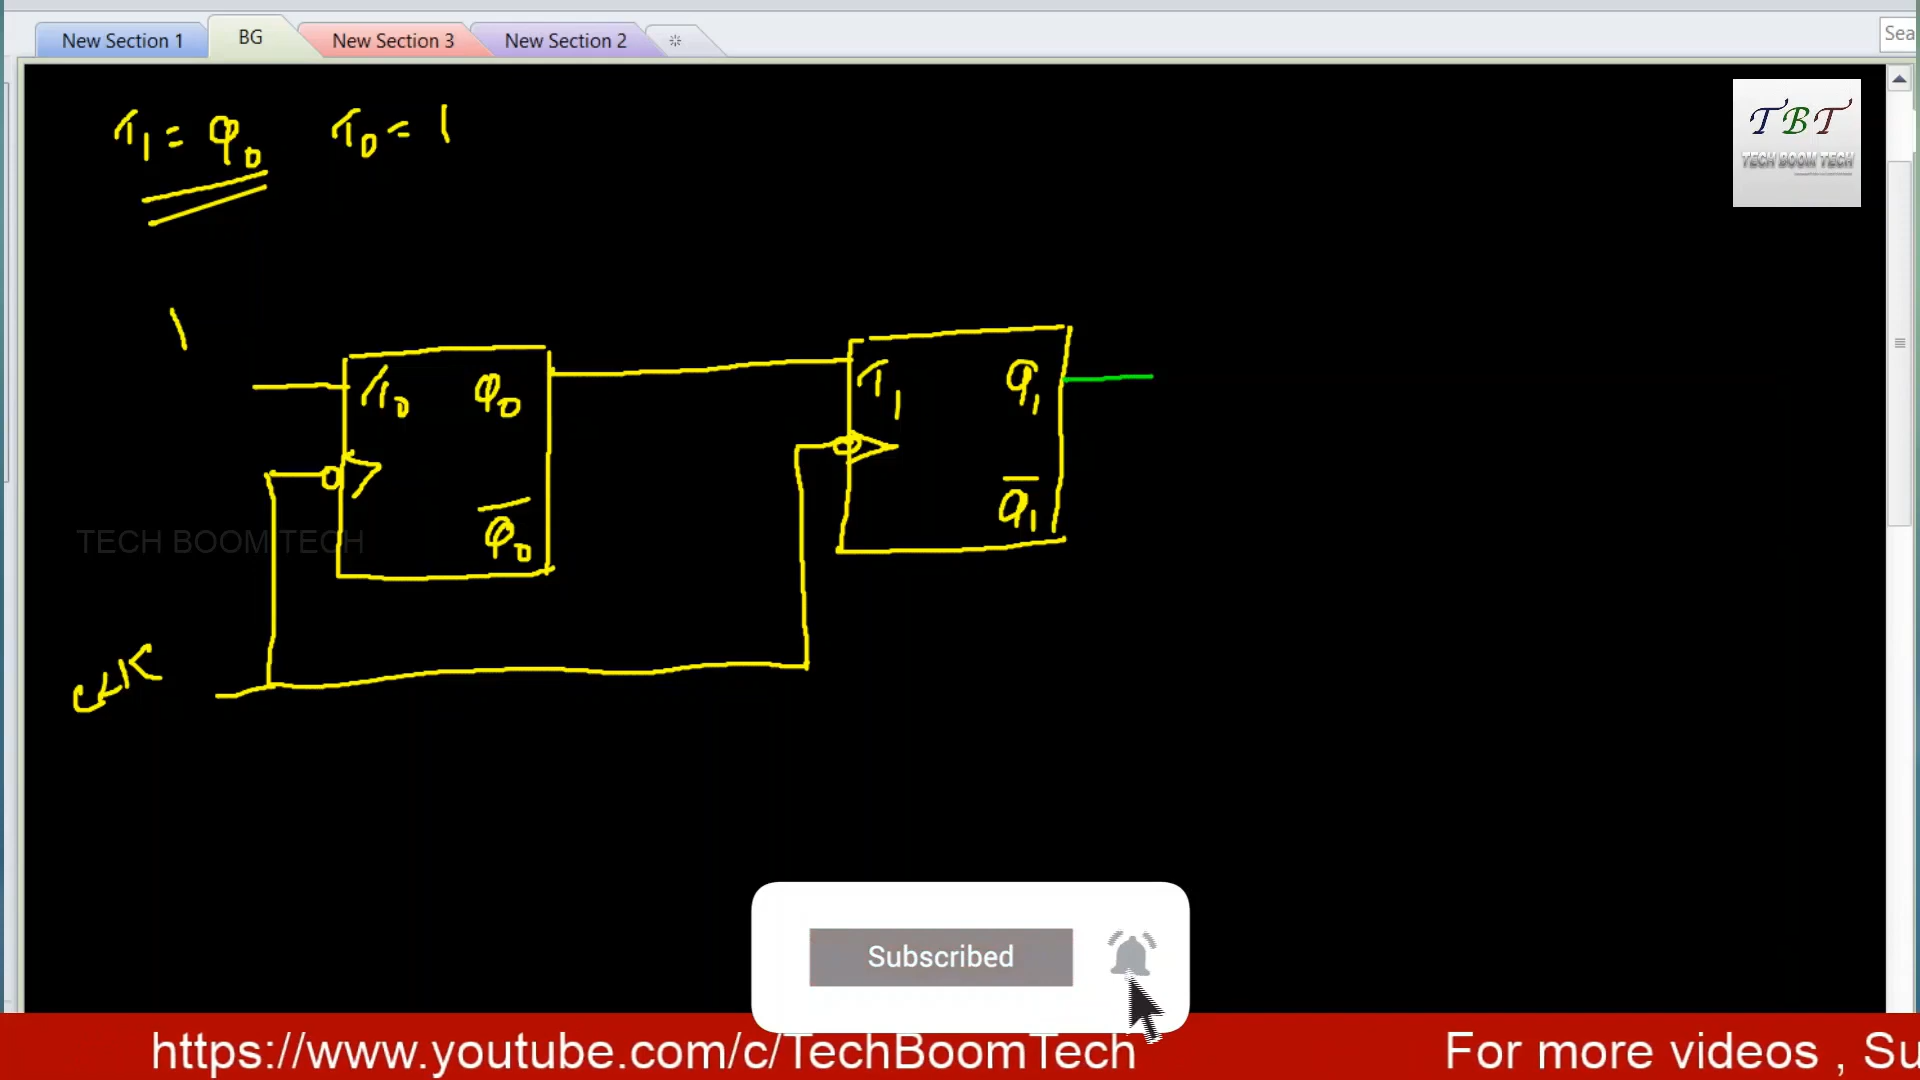 New Section 1 BG New Section 3 New Section 2
Sea
T1 = Q0 T0 = 1
TBT
TECH BOOM TECH
1
T0 Q0
T1 Q1
Q̅0
Q̅1
TECH BOOM TECH
CLK
Subscribed
https://www.youtube.com/c/TechBoomTech For more videos , Su